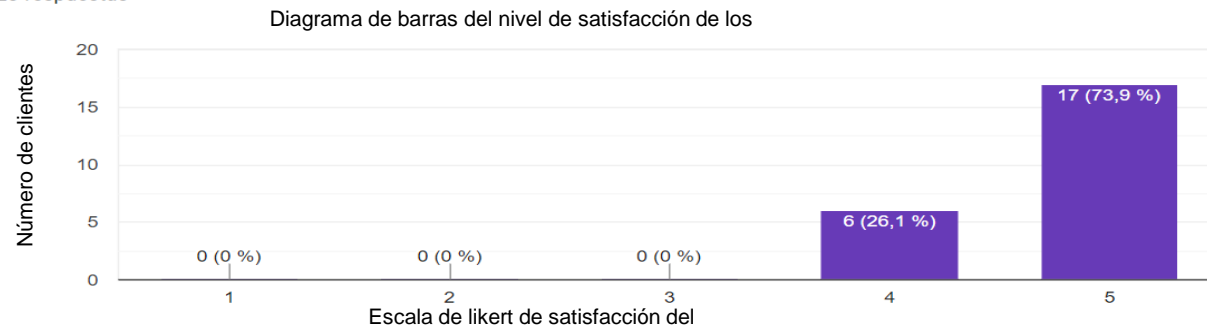 Diagrama de barras del nivel de satisfacción de los
Número de clientes
20
15
10
5
0
0 (0 %)
0 (0 %)
0 (0 %)
6 (26,1 %)
17 (73,9 %)
1
2
3
4
5
Escala de likert de satisfacción del